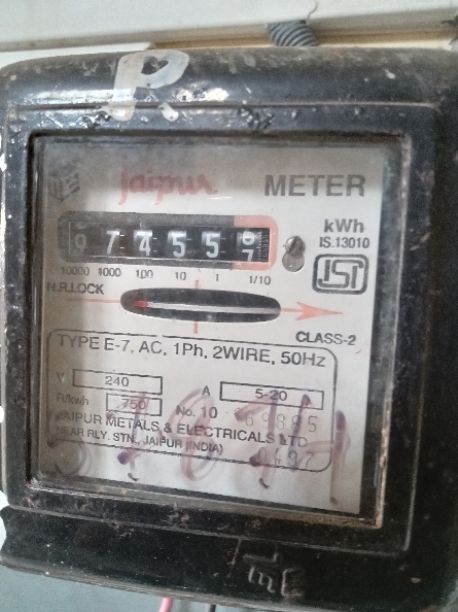 P.
Jaipur METER
9 7 4 5 5
kWh
IS.13010
10000 1000 100 10 1 1/10
ISI
N.R.LOCK
CLASS-2
TYPE E-7, AC, 1Ph, 2WIRE, 50Hz
V 240 A 5-20
R/kwh 750 No. 10 69895
JAIPUR METALS & ELECTRICALS LTD
NEAR RLY. STN., JAIPUR (INDIA) 0497